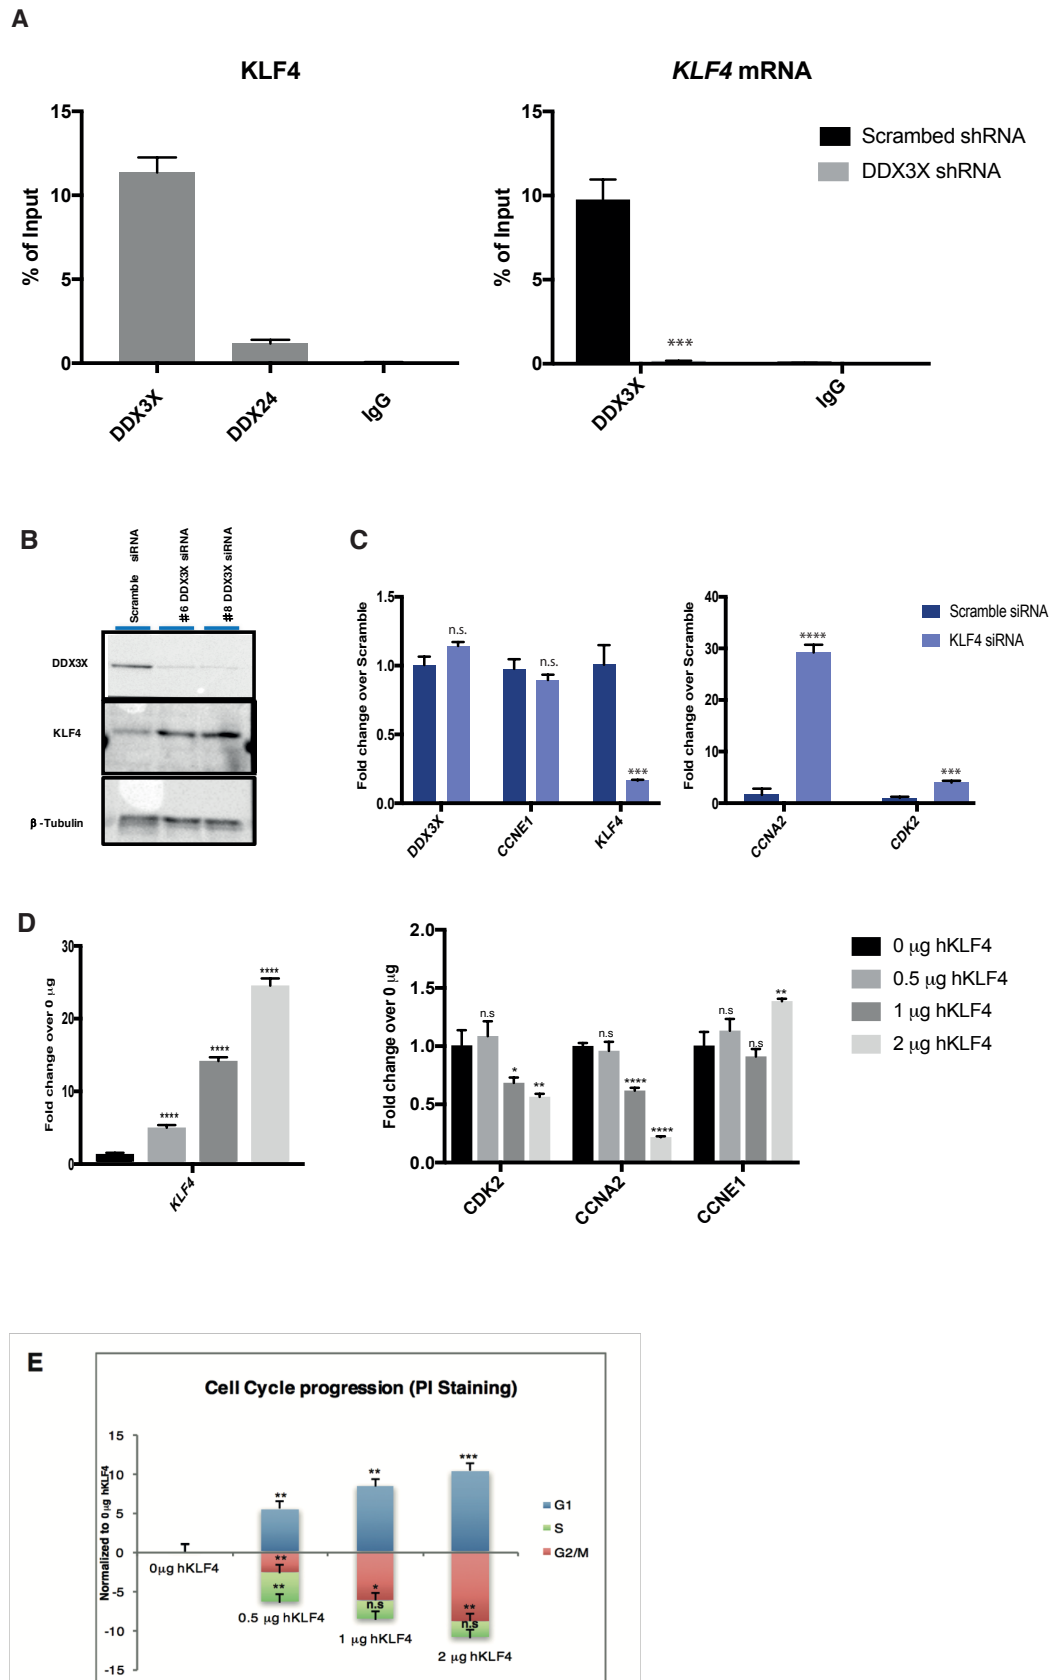 A
KLF4
KLF4 mRNA
15
10
5
0
% of Input
DDX3X
DDX24
IgG
15
10
5
0
% of Input
***
DDX3X
IgG
Scrambed shRNA
DDX3X shRNA
B
Scramble siRNA
#6 DDX3X siRNA
#8 DDX3X siRNA
DDX3X
KLF4
β-Tubulin
C
Fold change over Scramble
1.5
1.0
0.5
0.0
n.s.
n.s.
***
DDX3X
CCNE1
KLF4
Fold change over Scramble
40
30
20
10
0
****
***
CCNA2
CDK2
Scramble siRNA
KLF4 siRNA
D
Fold change over 0 µg
30
20
10
0
****
****
****
KLF4
Fold change over 0 µg
2.0
1.5
1.0
0.5
0.0
n.s
*
**
n.s
****
****
n.s
n.s
**
CDK2
CCNA2
CCNE1
0 µg hKLF4
0.5 µg hKLF4
1 µg hKLF4
2 µg hKLF4
E
Cell Cycle progression (PI Staining)
Normalized to 0µg hKLF4
15
10
5
0
-5
-10
-15
**
**
***
**
**
*
n.s
**
n.s
0µg hKLF4
0.5 µg hKLF4
1 µg hKLF4
2 µg hKLF4
G1
S
G2/M